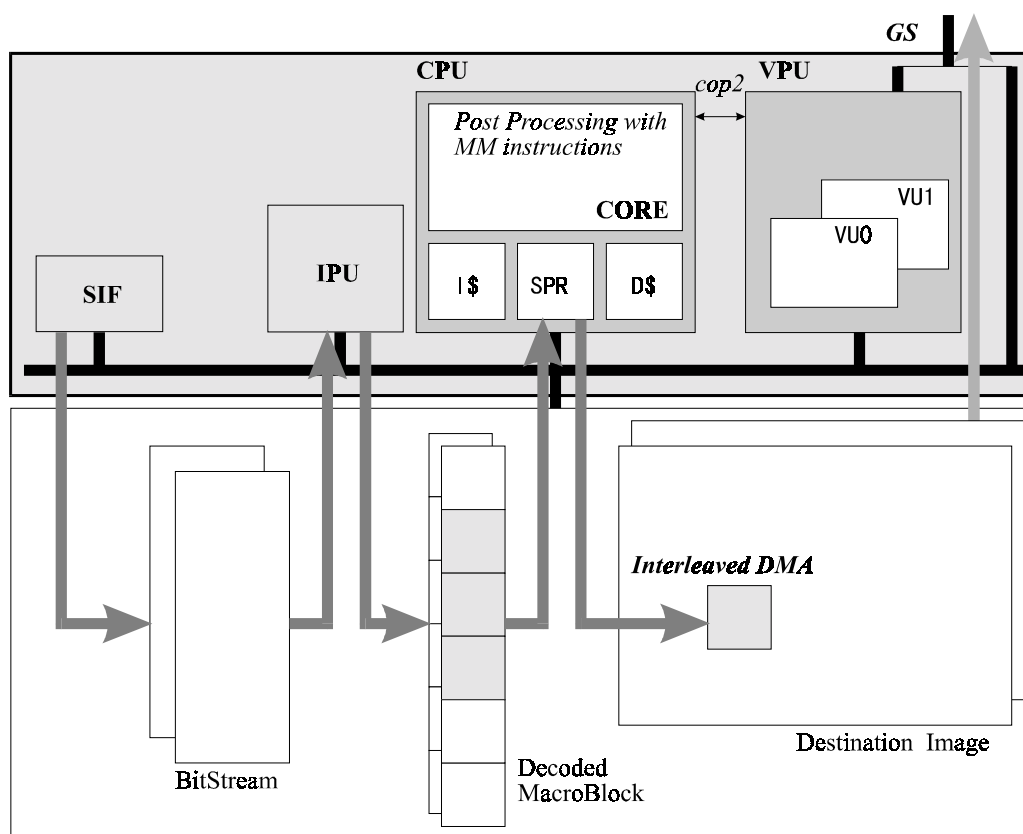 GS
CPU
cop2
VPU
Post Processing with
MM instructions
CORE
VU1
VU0
SIF
IPU
I$
SPR
D$
Interleaved DMA
Destination Image
BitStream
Decoded
MacroBlock